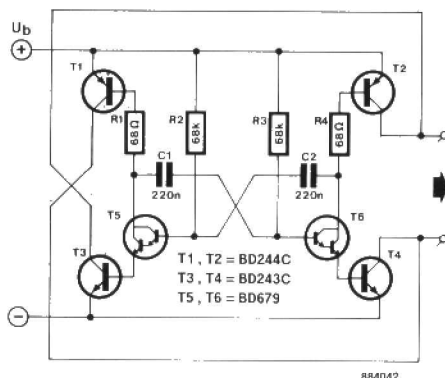 Ub
+
T1
T2
R1
68Ω
R2
68k
R3
68k
R4
68Ω
C1
220n
C2
220n
T5
T6
T3
T4
T1, T2 = BD244C
T3, T4 = BD243C
T5, T6 = BD679
−
884042